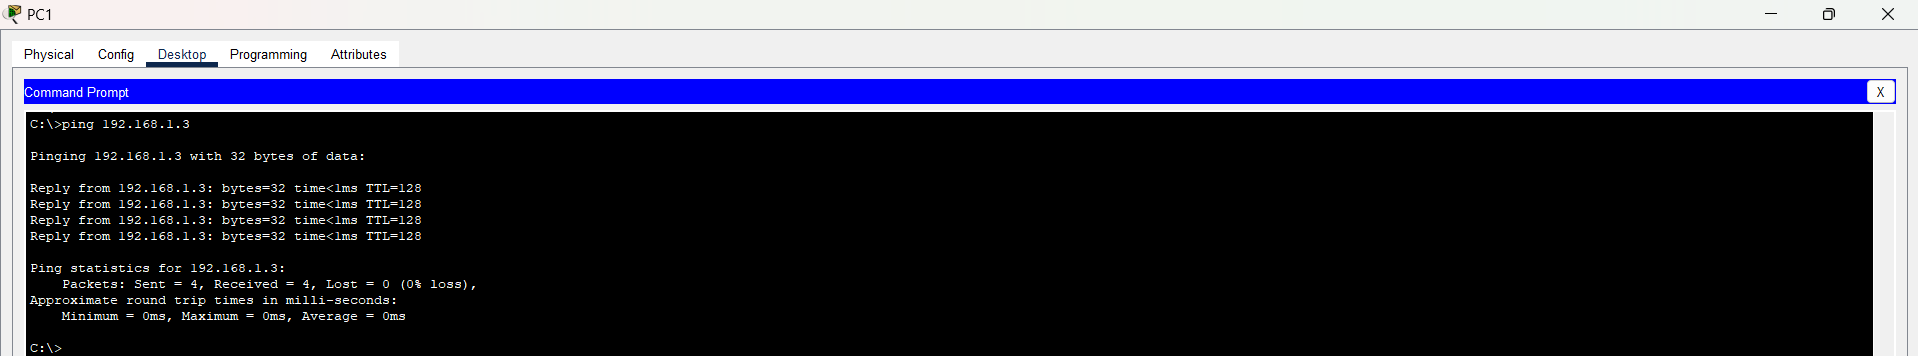 PC1
Physical Config Desktop Programming Attributes
Command Prompt X
C:\>ping 192.168.1.3
Pinging 192.168.1.3 with 32 bytes of data:
Reply from 192.168.1.3: bytes=32 time<1ms TTL=128
Reply from 192.168.1.3: bytes=32 time<1ms TTL=128
Reply from 192.168.1.3: bytes=32 time<1ms TTL=128
Reply from 192.168.1.3: bytes=32 time<1ms TTL=128
Ping statistics for 192.168.1.3:
Packets: Sent = 4, Received = 4, Lost = 0 (0% loss),
Approximate round trip times in milli-seconds:
Minimum = 0ms, Maximum = 0ms, Average = 0ms
C:\>